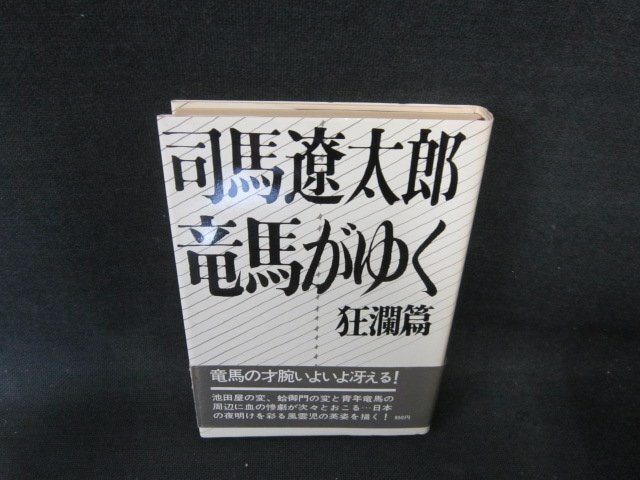 司馬遼太郎
竜馬がゆく
狂瀾篇
竜馬の才腕いよいよ冴える!
池田屋の変、蛤御門の変と青年竜馬の
周辺に血の惨劇が次々とおこる…日本
の夜明けを彩る風雲児の英姿を描く!